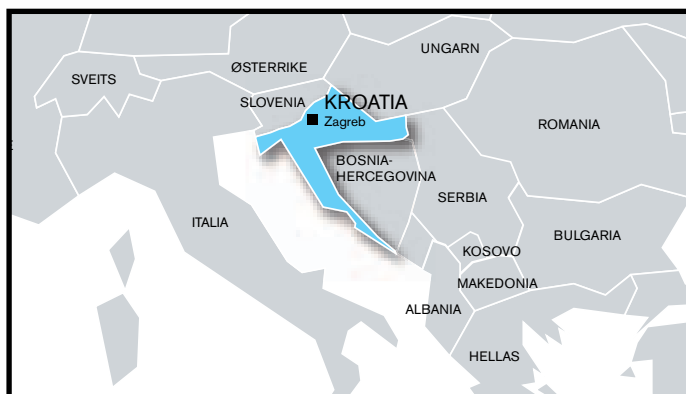 UNGARN
ØSTERRIKE
SVEITS
SLOVENIA
KROATIA
Zagreb
ROMANIA
BOSNIA-
HERCEGOVINA
SERBIA
ITALIA
BULGARIA
KOSOVO
MAKEDONIA
ALBANIA
HELLAS